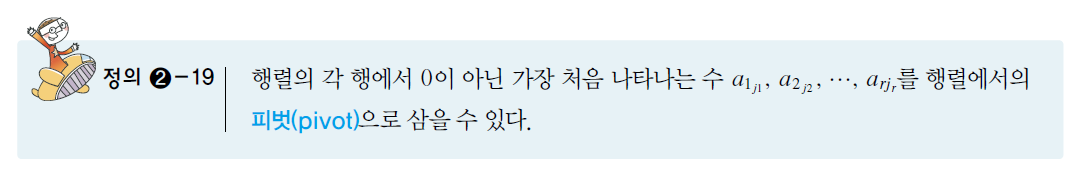 정의 ❷-19 행렬의 각 행에서 0이 아닌 가장 처음 나타나는 수 a₁ⱼ₁, a₂ⱼ₂, ⋯, aᵣⱼᵣ를 행렬에서의
피벗(pivot)으로 삼을 수 있다.